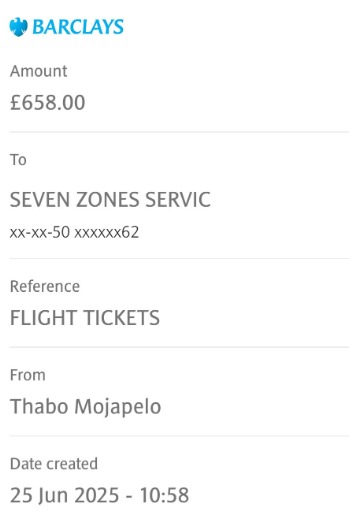 BARCLAYS
Amount
£658.00
To
SEVEN ZONES SERVIC
xx-xx-50 xxxxxx62
Reference
FLIGHT TICKETS
From
Thabo Mojapelo
Date created
25 Jun 2025 - 10:58